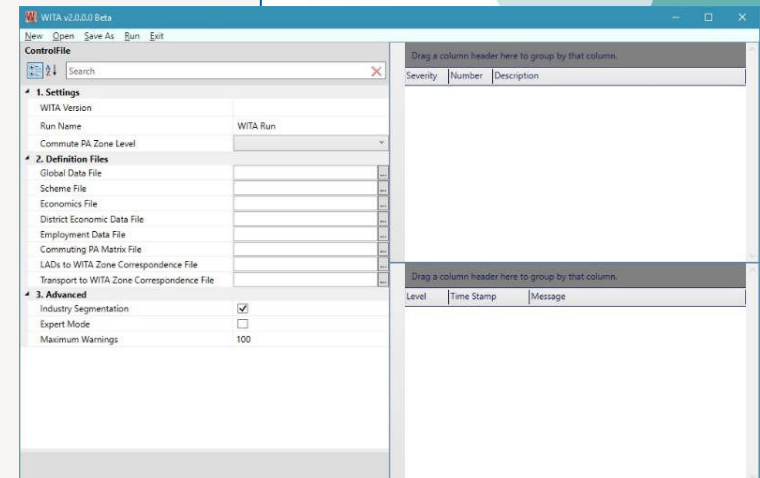 WITA v2.0.0.0 Beta
New Open Save As Run Exit
ControlFile
Search
1. Settings
WITA Version
Run Name WITA Run
Commute PA Zone Level
2. Definition Files
Global Data File ...
Scheme File ...
Economics File ...
District Economic Data File ...
Employment Data File ...
Commuting PA Matrix File ...
LADs to WITA Zone Correspondence File ...
Transport to WITA Zone Correspondence File ...
3. Advanced
Industry Segmentation
Expert Mode
Maximum Warnings 100
Drag a column header here to group by that column.
Severity Number Description
Drag a column header here to group by that column.
Level Time Stamp Message